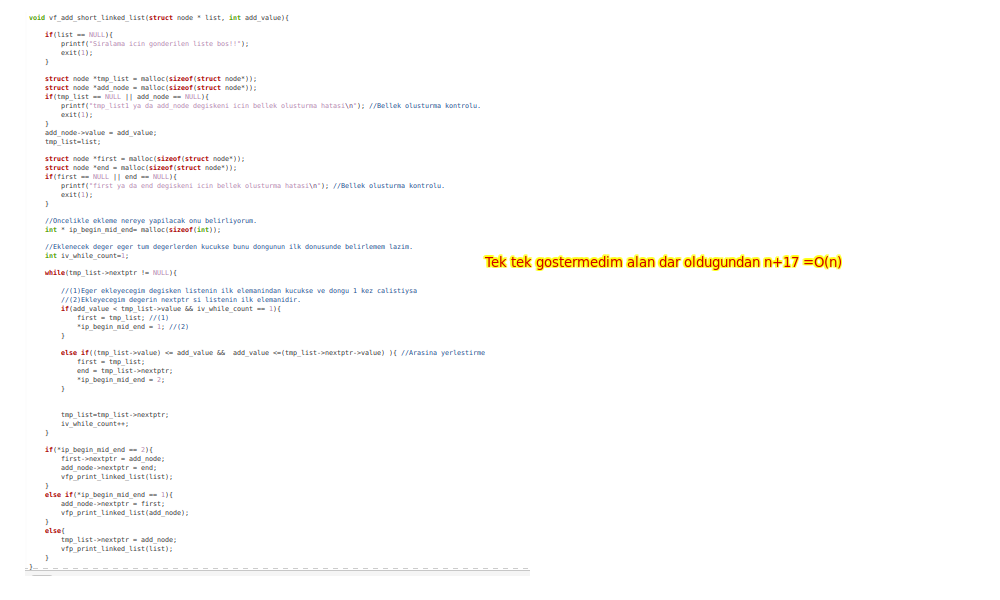 void vf_add_short_linked_list(struct node * list, int add_value){
if(list == NULL){
printf("Siralama icin gonderilen liste bos!!");
exit(1);
}
struct node *tmp_list = malloc(sizeof(struct node*));
struct node *add_node = malloc(sizeof(struct node*));
if(tmp_list == NULL || add_node == NULL){
printf("tmp_list1 ya da add_node degiskeni icin bellek olusturma hatasi\n"); //Bellek olusturma kontrolu.
exit(1);
}
add_node->value = add_value;
tmp_list=list;
struct node *first = malloc(sizeof(struct node*));
struct node *end = malloc(sizeof(struct node*));
if(first == NULL || end == NULL){
printf("first ya da end degiskeni icin bellek olusturma hatasi\n"); //Bellek olusturma kontrolu.
exit(1);
}
//Oncelikle ekleme nereye yapilacak onu belirliyorum.
int * ip_begin_mid_end= malloc(sizeof(int));
//Eklenecek deger eger tum degerlerden kucukse bunu dongunun ilk donusunde belirlemem lazim.
int iv_while_count=1;
Tek tek gostermedim alan dar oldugundan n+17 =O(n)
while(tmp_list->nextptr != NULL){
//(1)Eger ekleyecegim degisken listenin ilk elemanindan kucukse ve dongu 1 kez calistiysa
//(2)Ekleyecegim degerin nextptr si listenin ilk elemanidir.
if(add_value < tmp_list->value && iv_while_count == 1){
first = tmp_list; //(1)
*ip_begin_mid_end = 1; //(2)
}
else if((tmp_list->value) <= add_value &&  add_value <=(tmp_list->nextptr->value) ){ //Arasina yerlestirme
first = tmp_list;
end = tmp_list->nextptr;
*ip_begin_mid_end = 2;
}
tmp_list=tmp_list->nextptr;
iv_while_count++;
}
if(*ip_begin_mid_end == 2){
first->nextptr = add_node;
add_node->nextptr = end;
vfp_print_linked_list(list);
}
else if(*ip_begin_mid_end == 1){
add_node->nextptr = first;
vfp_print_linked_list(add_node);
}
else{
tmp_list->nextptr = add_node;
vfp_print_linked_list(list);
}
}